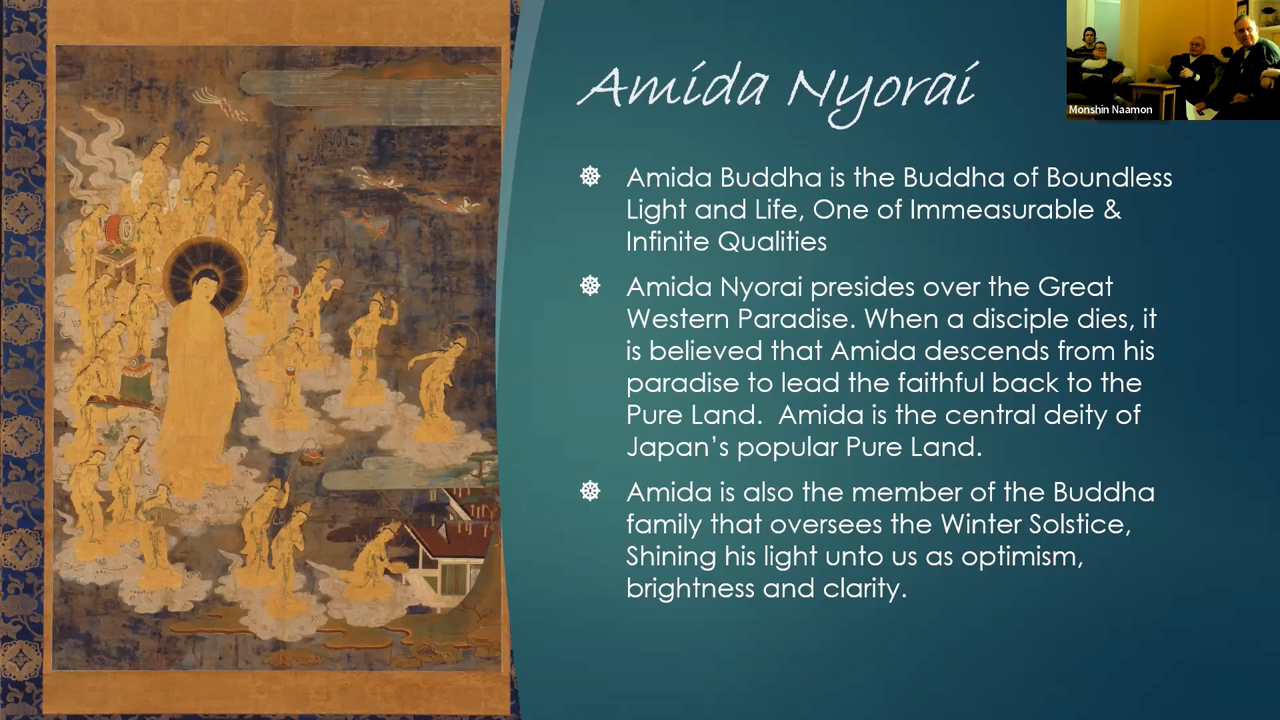 Amida Nyorai
Monshin Naamon
Amida Buddha is the Buddha of Boundless
Light and Life, One of Immeasurable &
Infinite Qualities
Amida Nyorai presides over the Great
Western Paradise. When a disciple dies, it
is believed that Amida descends from his
paradise to lead the faithful back to the
Pure Land.  Amida is the central deity of
Japan’s popular Pure Land.
Amida is also the member of the Buddha
family that oversees the Winter Solstice,
Shining his light unto us as optimism,
brightness and clarity.